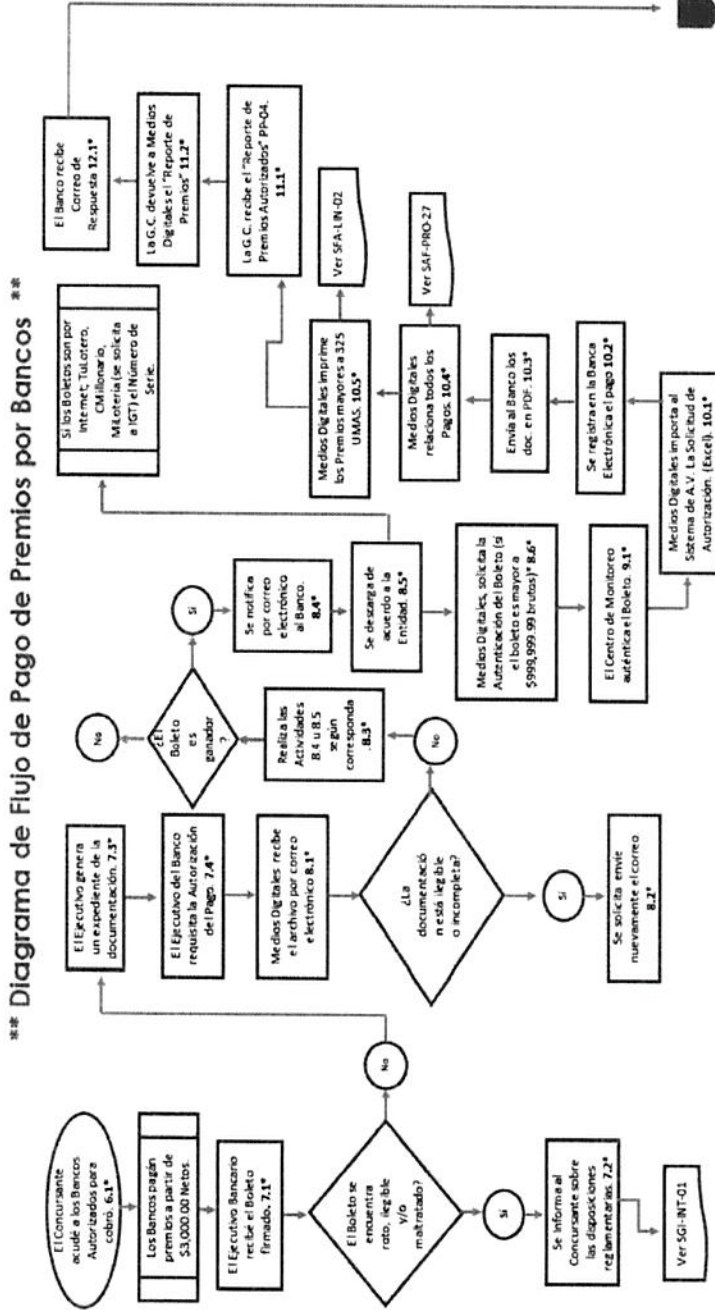 ** Diagrama de Flujo de Pago de Premios por Bancos **
El Concursante
acudé a los Bancos
Autorizados para
cobró. 6.1*
Los Bancos pagán
premios a partir de
$3,000.00 Netos.
El Ejecutivo Bancario
recibé el Boleto
firmado. 7.1*
El Boleto se
encuentra
roto, ilegible
y/o
maltratado?
No
Sí
Se Informa al
Concursante sobre
las disposiciones
reglamentarias. 7.2*
Ver SGI-INT-01
El Ejecutivo genera
un expediente de la
documentación. 7.3*
El Ejecutivo del Banco
requisita la Autorización
del Pago. 7.4*
Medios Digitales recibe
el archivo por correo
electrónico 8.1*
¿La
documentació
n está ilegible
o incompleta?
No
Sí
Se solicita envíe
nuevamente el correo
8.2*
Realiza las
Actividades
8.4 u 8.5
según
corresponda
. 8.3*
¿El
Boleto
es
ganador
?
No
Sí
Se notifica
por correo
electrónico
al Banco.
8.4*
Se descarga de
acuerdo a la
Entidad. 8.5*
Si los Boletos son por
Internet; TuLotero,
CMillonario,
MiLotería (se solicita
a IGT) el Número de
Serie.
Medios Digitales, solicita la
Autenticación del Boleto (sí
el boleto es mayor a
$999,999.99 brutos)* 8.6*
El Centro de Monitoreo
auténtica el Boleto. 9.1*
Medios Digitales importa al
Sistema de A.V. La Solicitud de
Autorización. (Excel). 10.1*
Se registra en la Banca
Electrónica el pago 10.2*
Envía al Banco los
doc. en PDF. 10.3*
Medios Digitales
relaciona todos los
Pagos. 10.4*
Ver SAF-PRO-27
Medios Digitales imprime
los Premios mayores a 325
UMAS. 10.5*
Ver SFA-LIN-02
La G.C. recibe el "Reporte de
Premios Autorizados" PP-04.
11.1*
La G.C. devuelve a Medios
Digitales el "Reporte de
Premios" 11.2*
El Banco recibe
Correo de
Respuesta 12.1*